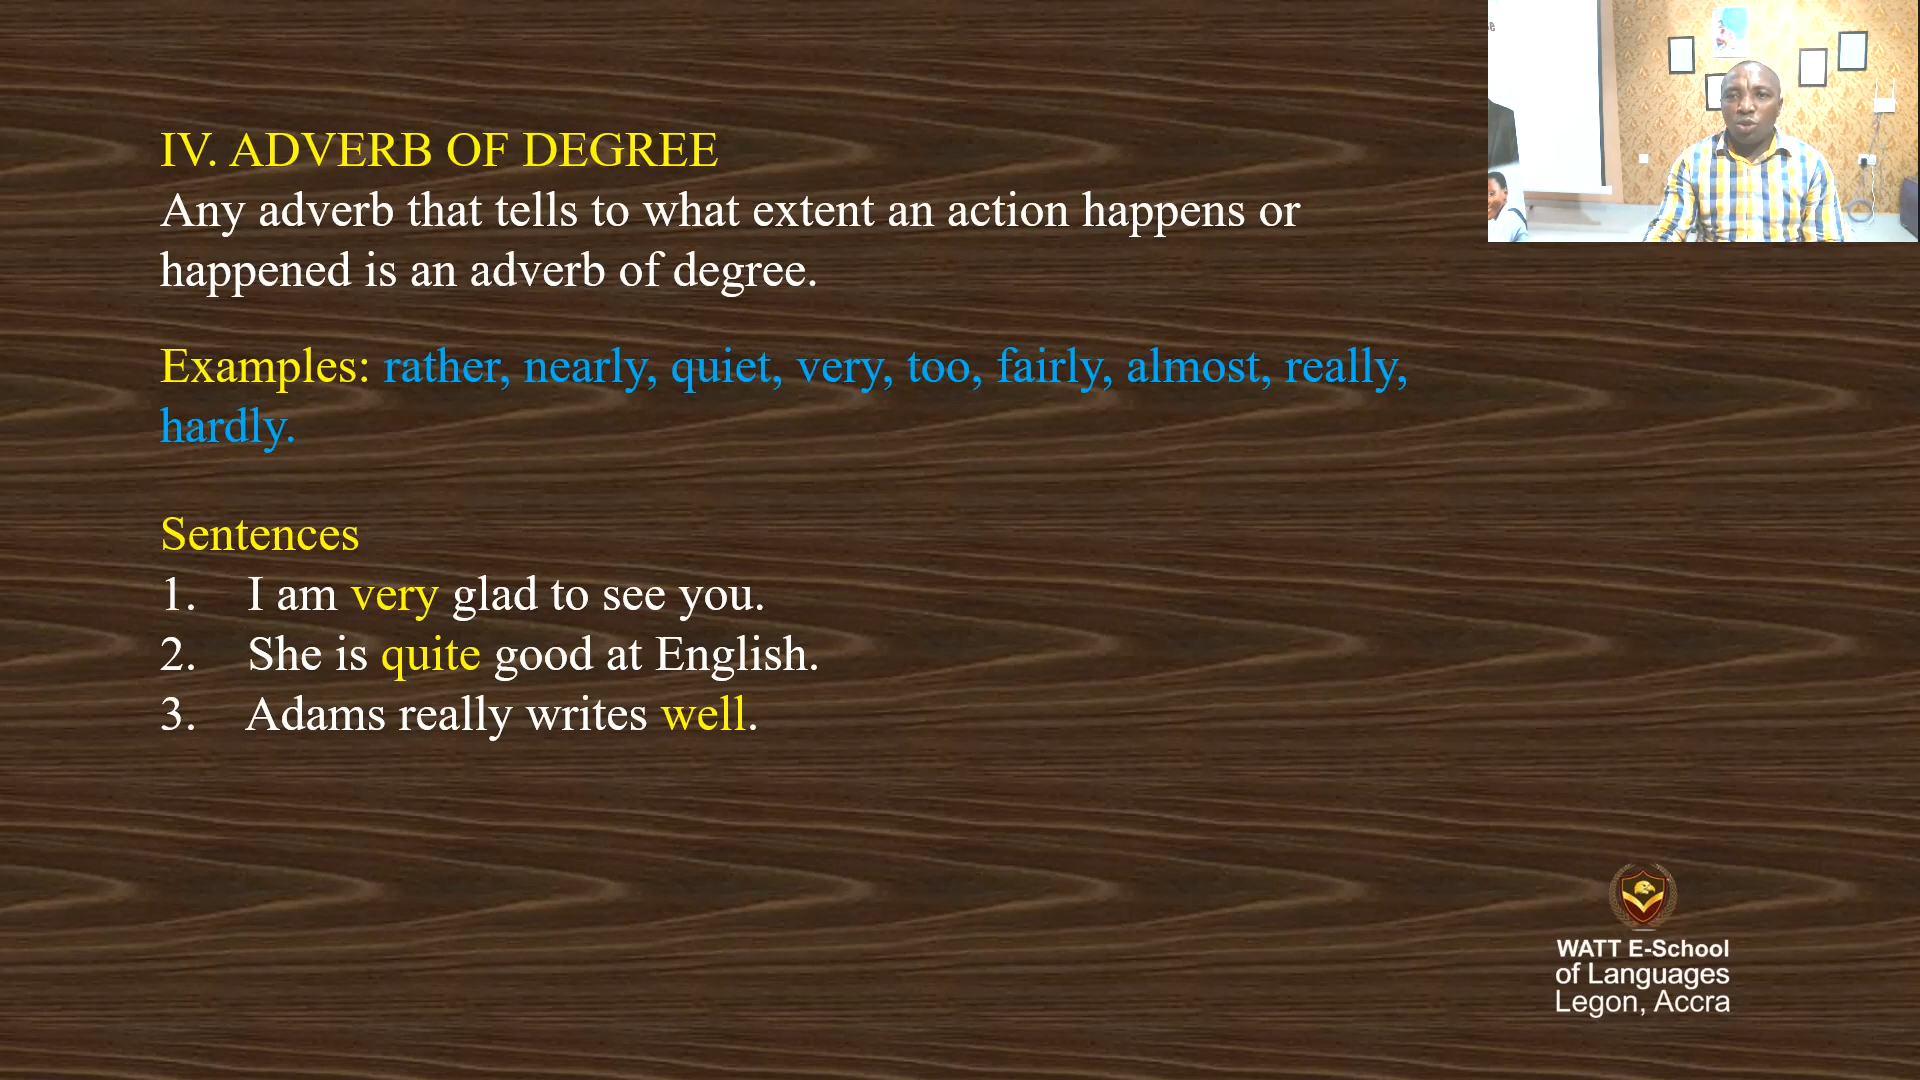 IV. ADVERB OF DEGREE
Any adverb that tells to what extent an action happens or
happened is an adverb of degree.
Examples: rather, nearly, quiet, very, too, fairly, almost, really,
hardly.
Sentences
1. I am very glad to see you.
2. She is quite good at English.
3. Adams really writes well.
WATT E-School
of Languages
Legon, Accra